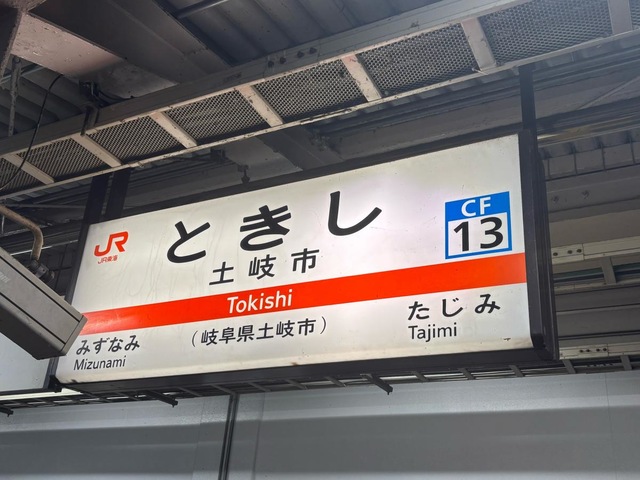 JR
JR東海
ときし
CF
13
土岐市
Tokishi
みずなみ
Mizunami
(岐阜県土岐市)
たじみ
Tajimi